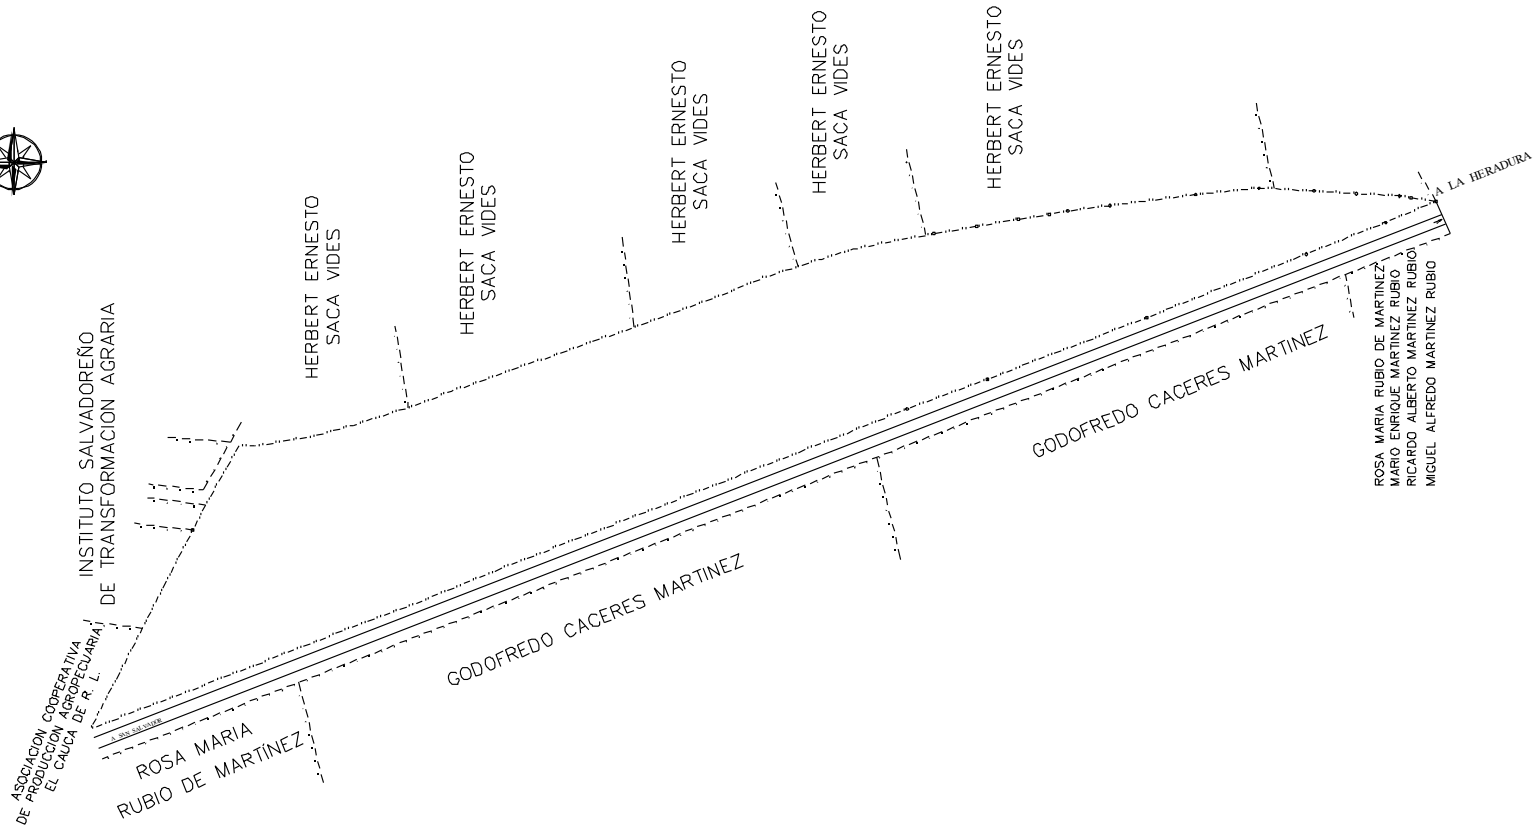 HERBERT ERNESTO
SACA VIDES
HERBERT ERNESTO
SACA VIDES
HERBERT ERNESTO
SACA VIDES
HERBERT ERNESTO
SACA VIDES
HERBERT ERNESTO
SACA VIDES
INSTITUTO SALVADOREÑO
DE TRANSFORMACION AGRARIA
ASOCIACION COOPERATIVA
DE PRODUCCION AGROPECUARIA
EL CAUCA DE R. L.
A SAN SALVADOR
ROSA MARIA
RUBIO DE MARTÍNEZ
GODOFREDO CACERES MARTINEZ
GODOFREDO CACERES MARTINEZ
ROSA MARIA RUBIO DE MARTINEZ
MARIO ENRIQUE MARTINEZ RUBIO
RICARDO ALBERTO MARTINEZ RUBIO
MIGUEL ALFREDO MARTINEZ RUBIO
A LA HERADURA